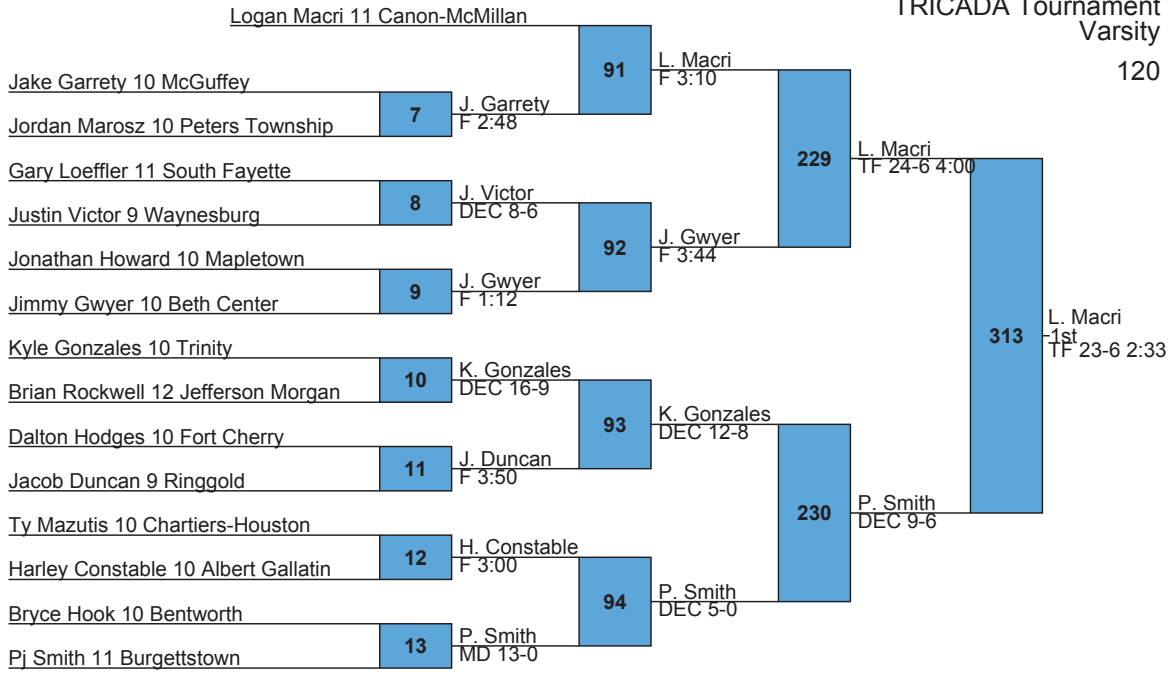 TRICADA Tournament
Varsity
120
Logan Macri 11 Canon-McMillan
Jake Garrety 10 McGuffey
Jordan Marosz 10 Peters Township
Gary Loeffler 11 South Fayette
Justin Victor 9 Waynesburg
Jonathan Howard 10 Mapletown
Jimmy Gwyer 10 Beth Center
Kyle Gonzales 10 Trinity
Brian Rockwell 12 Jefferson Morgan
Dalton Hodges 10 Fort Cherry
Jacob Duncan 9 Ringgold
Ty Mazutis 10 Chartiers-Houston
Harley Constable 10 Albert Gallatin
Bryce Hook 10 Bentworth
Pj Smith 11 Burgettstown
7
J. Garrety
F 2:48
8
J. Victor
DEC 8-6
9
J. Gwyer
F 1:12
10
K. Gonzales
DEC 16-9
11
J. Duncan
F 3:50
12
H. Constable
F 3:00
13
P. Smith
MD 13-0
91
L. Macri
F 3:10
92
J. Gwyer
F 3:44
93
K. Gonzales
DEC 12-8
94
P. Smith
DEC 5-0
229
L. Macri
TF 24-6 4:00
230
P. Smith
DEC 9-6
313
L. Macri
1st
TF 23-6 2:33